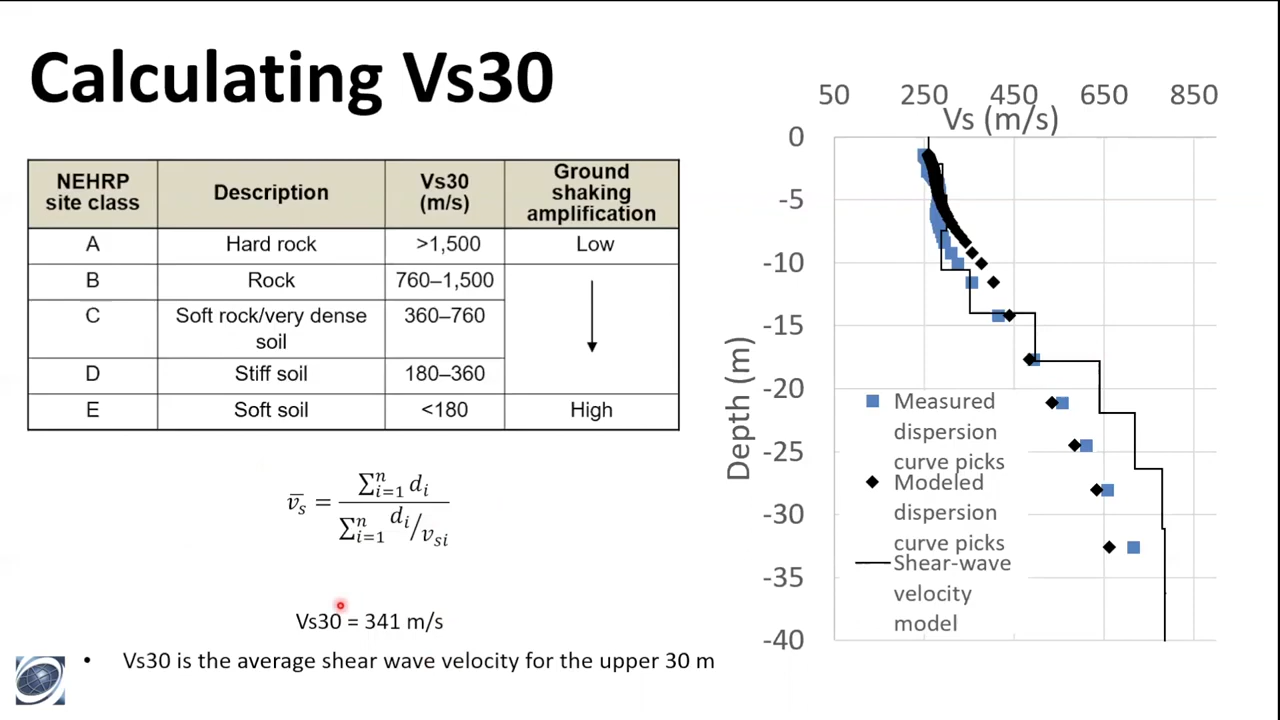 Calculating Vs30
NEHRP
site class
Description
Vs30
(m/s)
Ground
shaking
amplification
A
Hard rock
>1,500
Low
B
Rock
760–1,500
C
Soft rock/very dense
soil
360–760
D
Stiff soil
180–360
E
Soft soil
<180
High
v̅ₛ = ∑ⁿᵢ₌₁ dᵢ / ∑ⁿᵢ₌₁ dᵢ/vₛᵢ
Vs30 = 341 m/s
• Vs30 is the average shear wave velocity for the upper 30 m
50 250 450 650 850
Vs (m/s)
0
-5
-10
-15
-20
-25
-30
-35
-40
Depth (m)
Measured
dispersion
curve picks
Modeled
dispersion
curve picks
Shear-wave
velocity
model